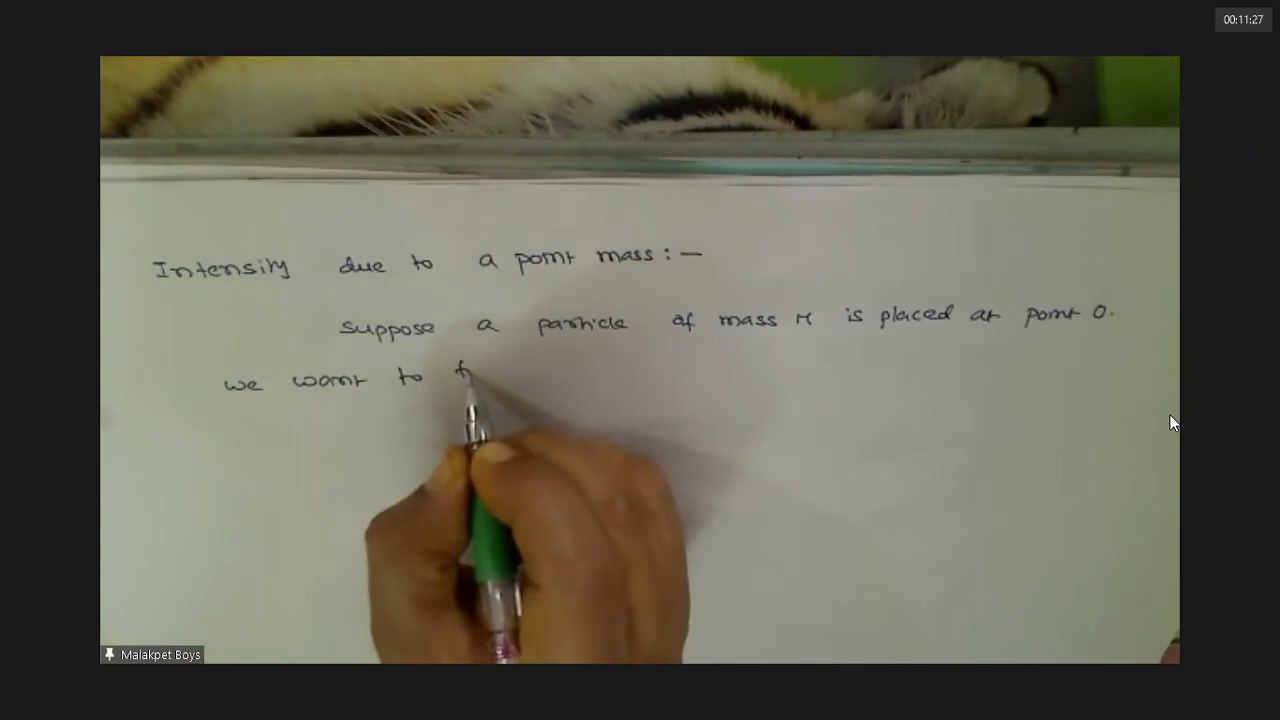 00:11:27
Intensity due to a point mass :-
Suppose a particle of mass M is placed at point O.
we want to f
Malakpet Boys